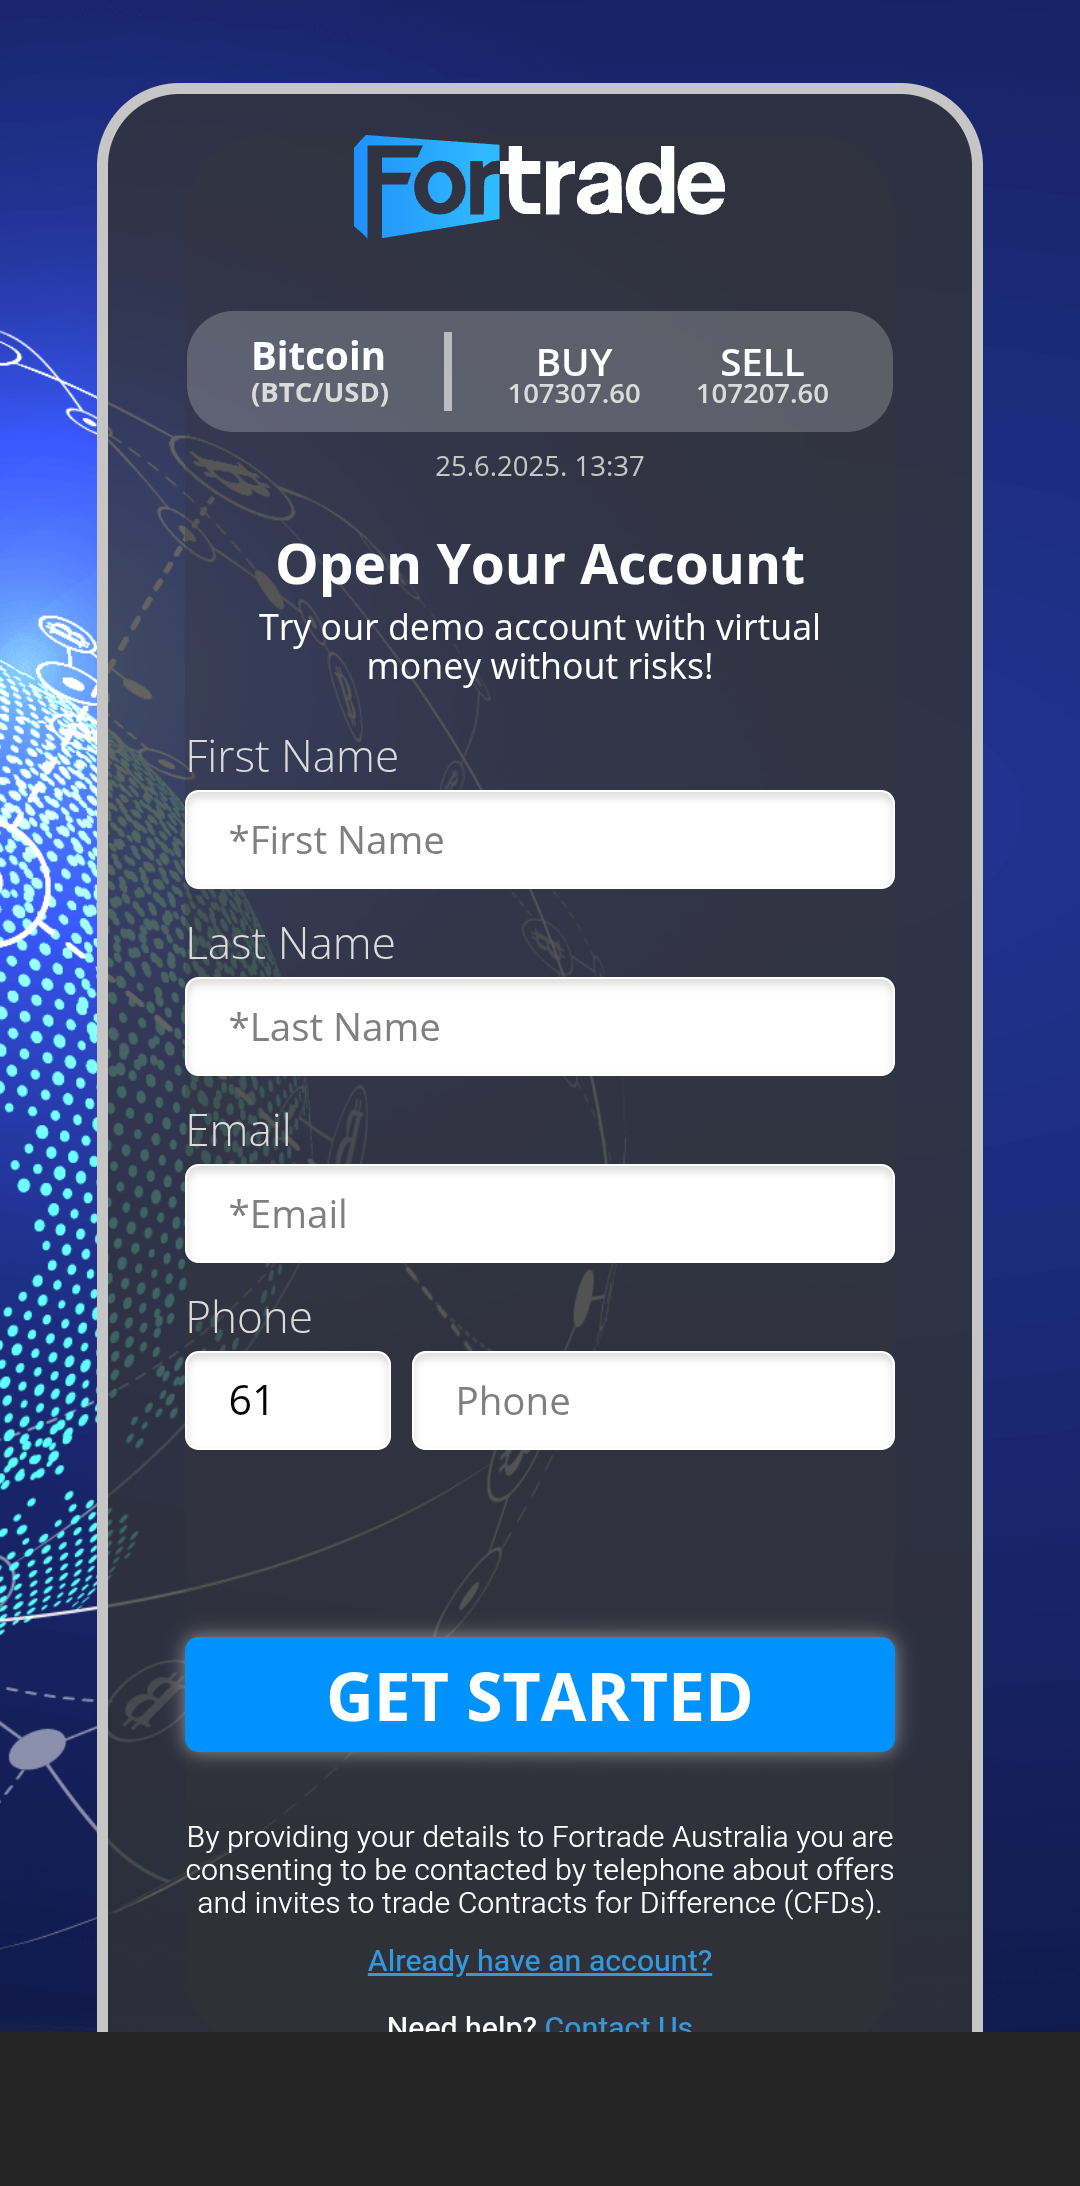 Fortrade
Bitcoin
(BTC/USD)
BUY
107307.60
SELL
107207.60
25.6.2025. 13:37
Open Your Account
Try our demo account with virtual
money without risks!
First Name
*First Name
Last Name
*Last Name
Email
*Email
Phone
61
Phone
GET STARTED
By providing your details to Fortrade Australia you are
consenting to be contacted by telephone about offers
and invites to trade Contracts for Difference (CFDs).
Already have an account?
Need help? Contact Us